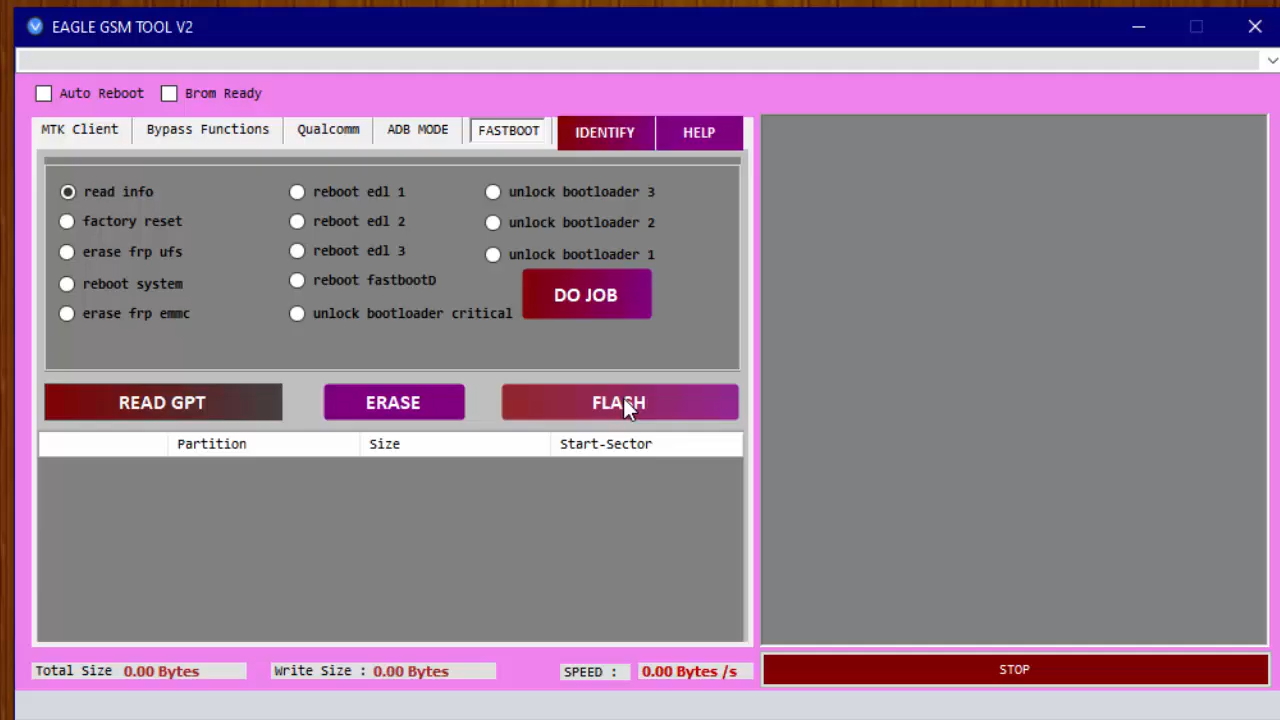 EAGLE GSM TOOL V2
Auto Reboot Brom Ready
MTK Client Bypass Functions Qualcomm ADB MODE FASTBOOT IDENTIFY HELP
read info reboot edl 1 unlock bootloader 3
factory reset reboot edl 2 unlock bootloader 2
erase frp ufs reboot edl 3 unlock bootloader 1
reboot system reboot fastbootD DO JOB
erase frp emmc unlock bootloader critical
READ GPT ERASE FLASH
Partition Size Start-Sector
Total Size 0.00 Bytes Write Size : 0.00 Bytes SPEED : 0.00 Bytes /s STOP